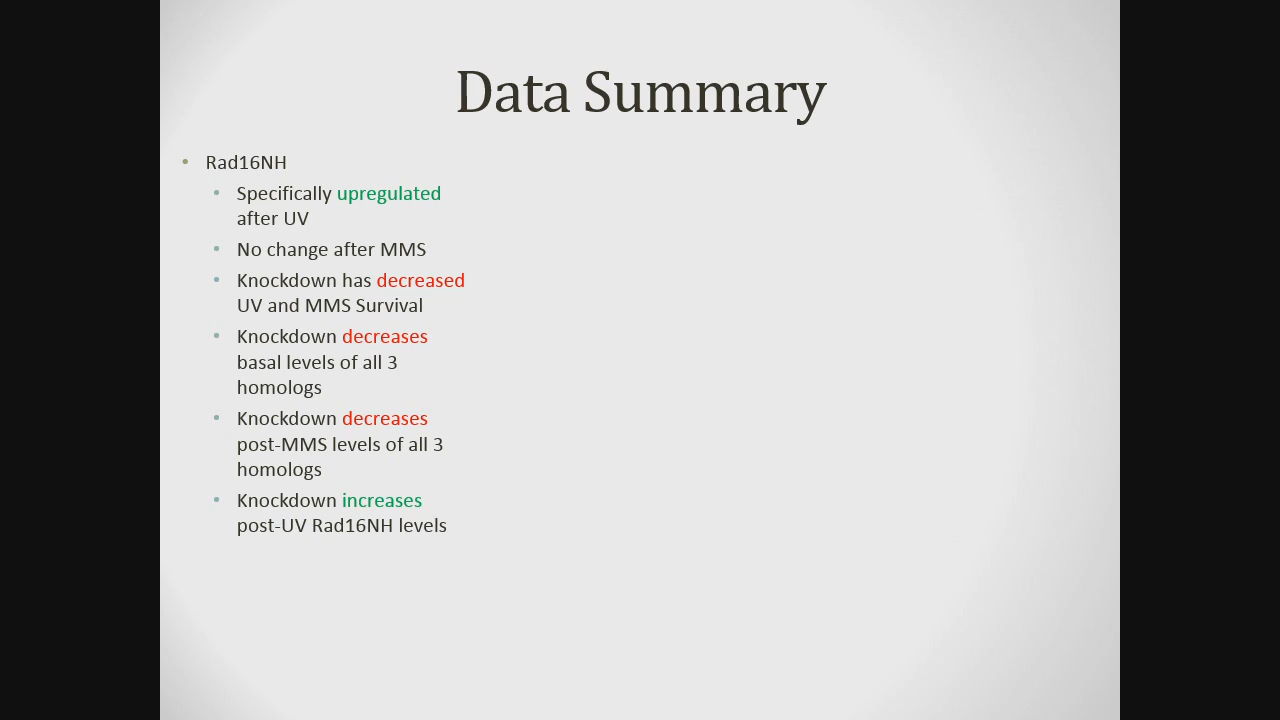 Data Summary
• Rad16NH
• Specifically upregulated
after UV
• No change after MMS
• Knockdown has decreased
UV and MMS Survival
• Knockdown decreases
basal levels of all 3
homologs
• Knockdown decreases
post-MMS levels of all 3
homologs
• Knockdown increases
post-UV Rad16NH levels